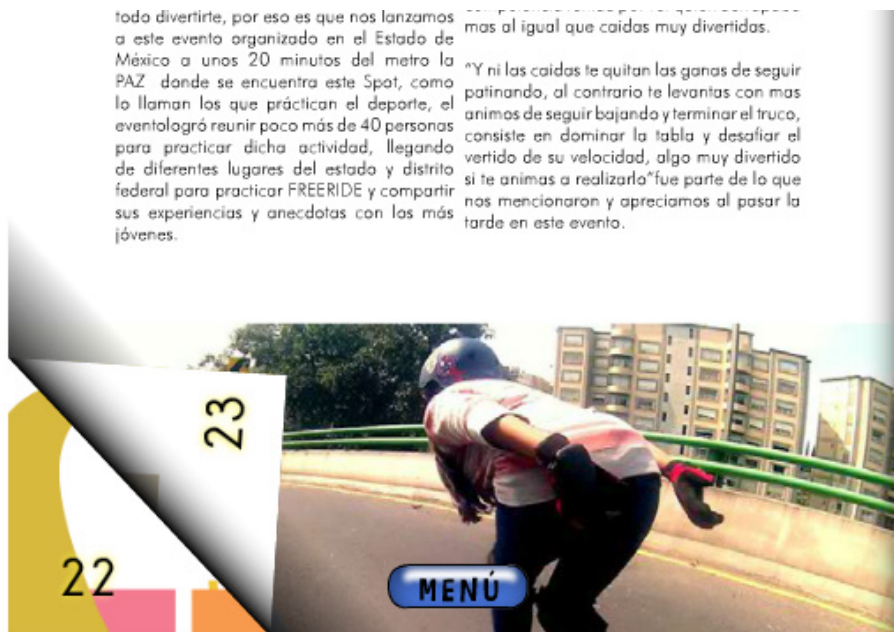 todo divertirte, por eso es que nos lanzamos
a este evento organizado en el Estado de
México a unos 20 minutos del metro la
PAZ donde se encuentra este Spot, como
lo llaman los que práctican el deporte, el
eventologró reunir poco más de 40 personas
para practicar dicha actividad, llegando
de diferentes lugares del estado y distrito
federal para practicar FREERIDE y compartir
sus experiencias y anecdotas con los más
jóvenes.
mas al igual que caidas muy divertidas.
"Y ni las caidas te quitan las ganas de seguir
patinando, al contrario te levantas con mas
animos de seguir bajando y terminar el truco,
consiste en dominar la tabla y desafiar el
vertido de su velocidad, algo muy divertido
si te animas a realizarlo"fue parte de lo que
nos mencionaron y apreciamos al pasar la
tarde en este evento.
23
22
MENÚ